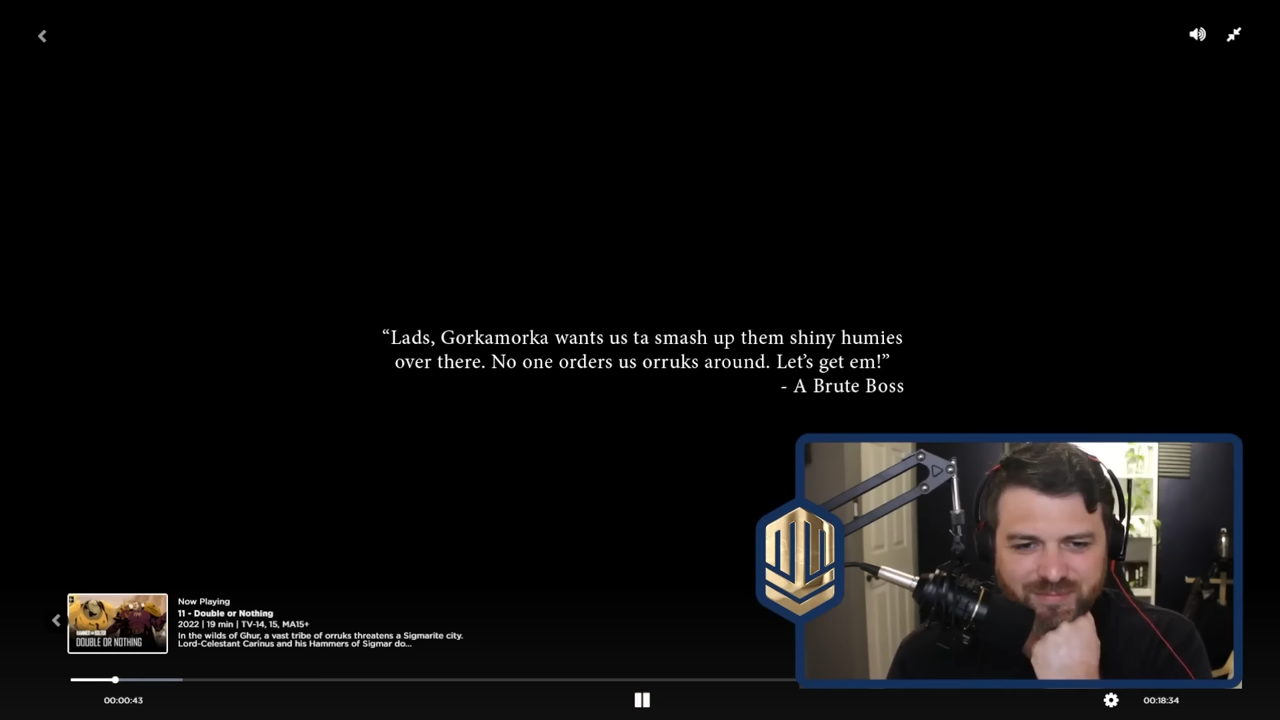 “Lads, Gorkamorka wants us ta smash up them shiny humies
over there. No one orders us orruks around. Let’s get em!”
- A Brute Boss
Now Playing
11 - Double or Nothing
2022 | 19 min | TV-14, 15, MA15+
In the wilds of Ghur, a vast tribe of orruks threatens a Sigmarite city.
Lord-Celestant Carinus and his Hammers of Sigmar do...
HAMMER AND BOLTER
DOUBLE OR NOTHING
00:00:43
00:18:34